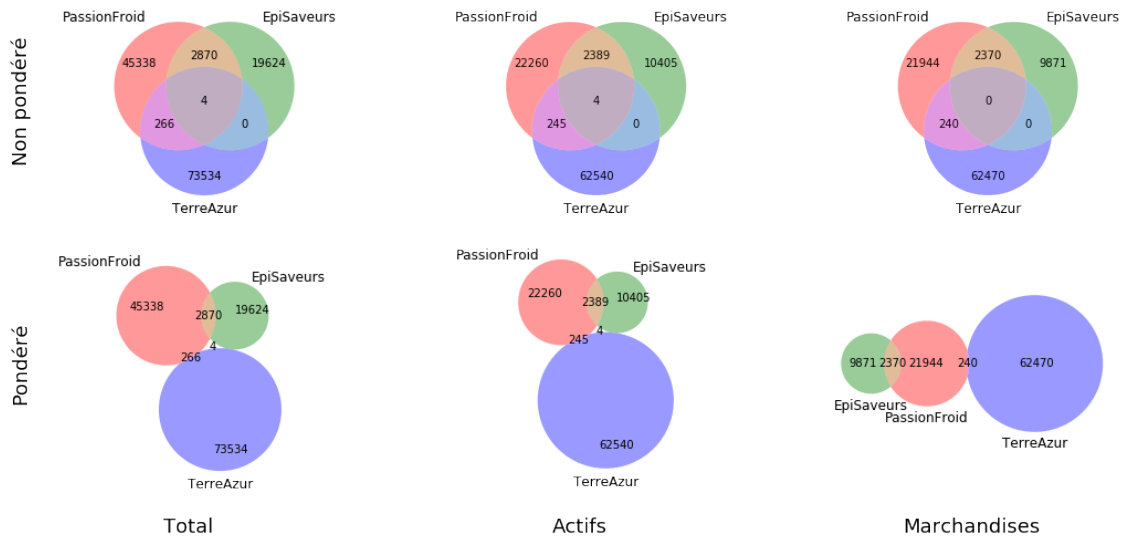 Non pondéré
PassionFroid
EpiSaveurs
45338
2870
19624
4
266
0
73534
TerreAzur
PassionFroid
EpiSaveurs
22260
2389
10405
4
245
0
62540
TerreAzur
PassionFroid
EpiSaveurs
21944
2370
9871
0
240
0
62470
TerreAzur
Pondéré
PassionFroid
EpiSaveurs
45338
2870
19624
4
266
73534
TerreAzur
PassionFroid
EpiSaveurs
22260
2389
10405
4
245
62540
TerreAzur
9871
2370
21944
240
62470
EpiSaveurs
PassionFroid
TerreAzur
Total
Actifs
Marchandises